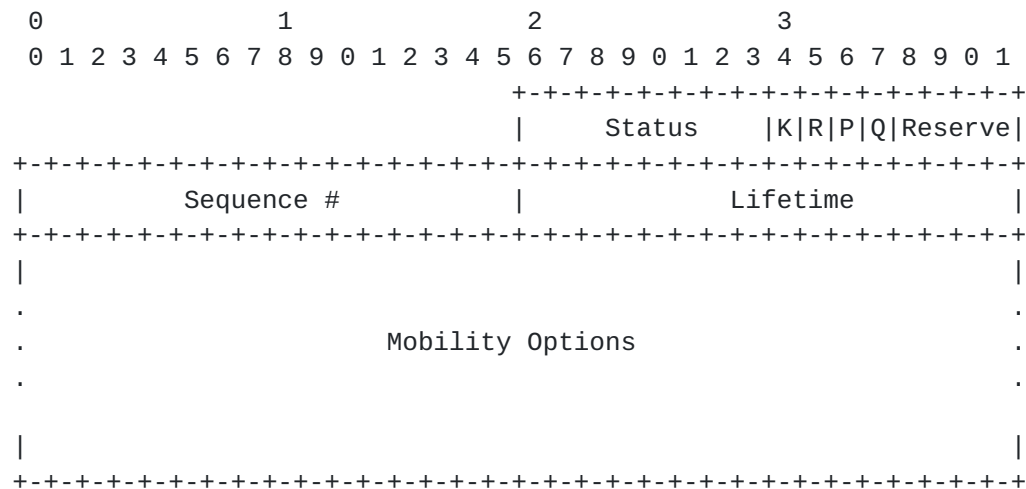 0                   1                   2                   3
0 1 2 3 4 5 6 7 8 9 0 1 2 3 4 5 6 7 8 9 0 1 2 3 4 5 6 7 8 9 0 1
                                +-+-+-+-+-+-+-+-+-+-+-+-+-+-+-+-+
                                |     Status    |K|R|P|Q|Reserve|
+-+-+-+-+-+-+-+-+-+-+-+-+-+-+-+-+-+-+-+-+-+-+-+-+-+-+-+-+-+-+-+-+
|          Sequence #           |             Lifetime          |
+-+-+-+-+-+-+-+-+-+-+-+-+-+-+-+-+-+-+-+-+-+-+-+-+-+-+-+-+-+-+-+-+
|                                                               |
.                                                               .
.                       Mobility Options                        .
.                                                               .
|                                                               |
+-+-+-+-+-+-+-+-+-+-+-+-+-+-+-+-+-+-+-+-+-+-+-+-+-+-+-+-+-+-+-+-+